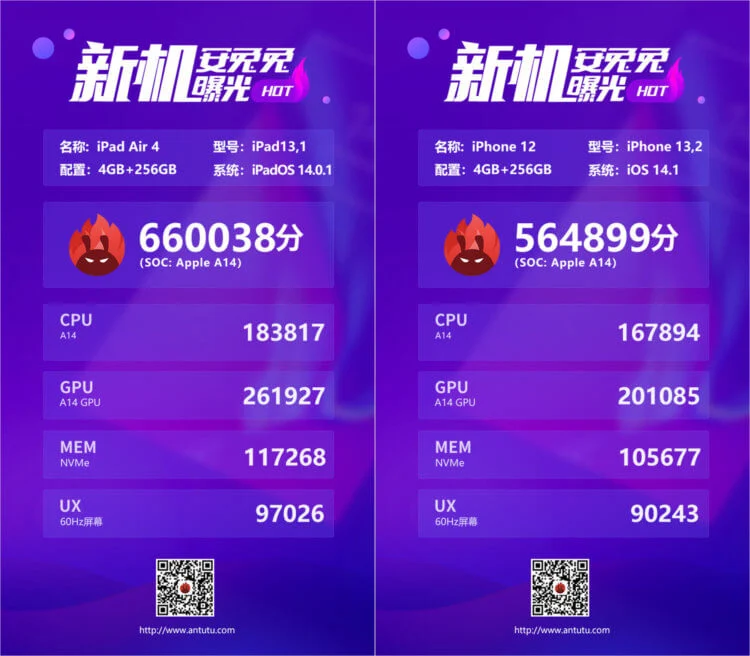 新机
安兔兔
曝光 HOT
名称: iPad Air 4 型号: iPad13,1
配置: 4GB+256GB 系统: iPadOS 14.0.1
660038分
(SOC: Apple A14)
CPU
A14
183817
GPU
A14 GPU
261927
MEM
NVMe
117268
UX
60Hz屏幕
97026
http://www.antutu.com
新机
安兔兔
曝光 HOT
名称: iPhone 12 型号: iPhone 13,2
配置: 4GB+256GB 系统: iOS 14.1
564899分
(SOC: Apple A14)
CPU
A14
167894
GPU
A14 GPU
201085
MEM
NVMe
105677
UX
60Hz屏幕
90243
http://www.antutu.com